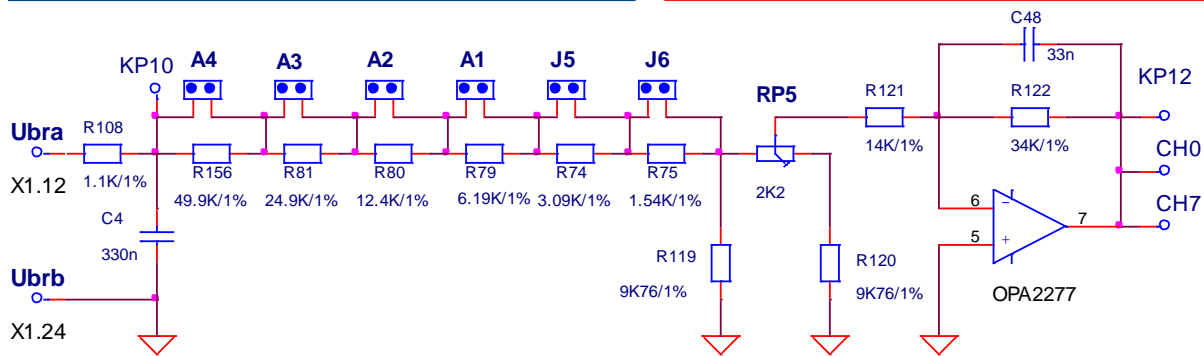 C48
33n
KP10
A4
A3
A2
A1
J5
J6
RP5
KP12
R121
R122
14K/1%
34K/1%
Ubra
R108
X1.12
1.1K/1%
R156
R81
R80
R79
R74
R75
49.9K/1%
24.9K/1%
12.4K/1%
6.19K/1%
3.09K/1%
1.54K/1%
2K2
CH0
CH7
C4
330n
6
−
7
5
+
R119
9K76/1%
R120
9K76/1%
OPA2277
Ubrb
X1.24